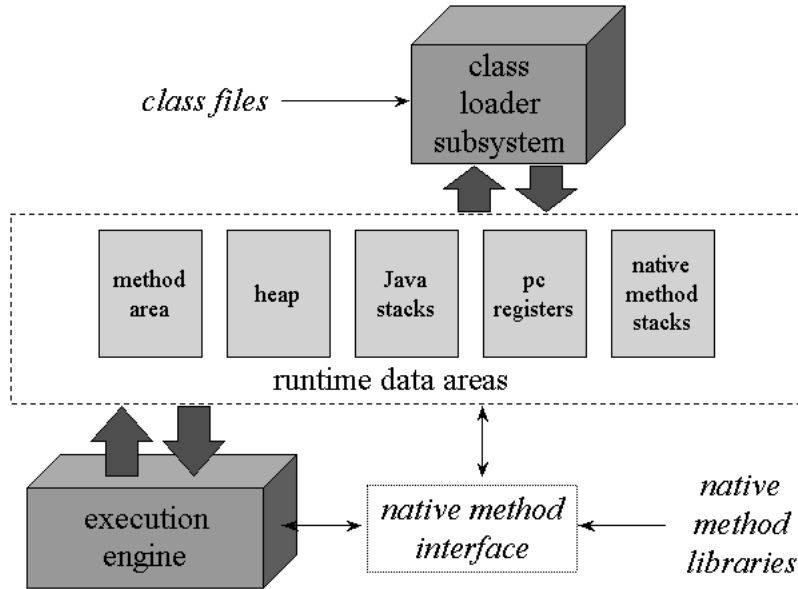 class
loader
subsystem
class files
method
area
heap
Java
stacks
pc
registers
native
method
stacks
runtime data areas
execution
engine
native method
interface
native
method
libraries